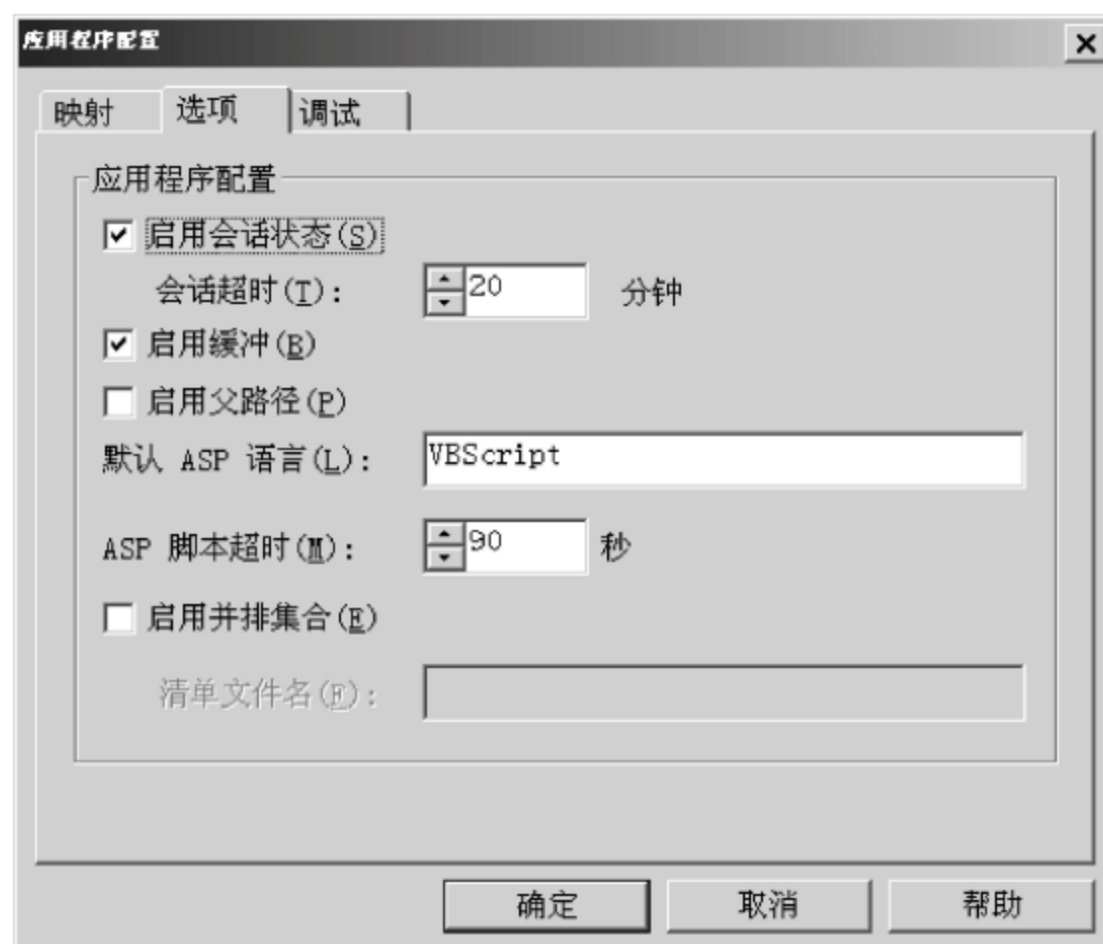 应用程序配置
映射 选项 调试
应用程序配置
启用会话状态(S)
会话超时(T): 20 分钟
启用缓冲(B)
启用父路径(P)
默认 ASP 语言(L): VBScript
ASP 脚本超时(M): 90 秒
启用并排集合(E)
清单文件名(F):
确定 取消 帮助